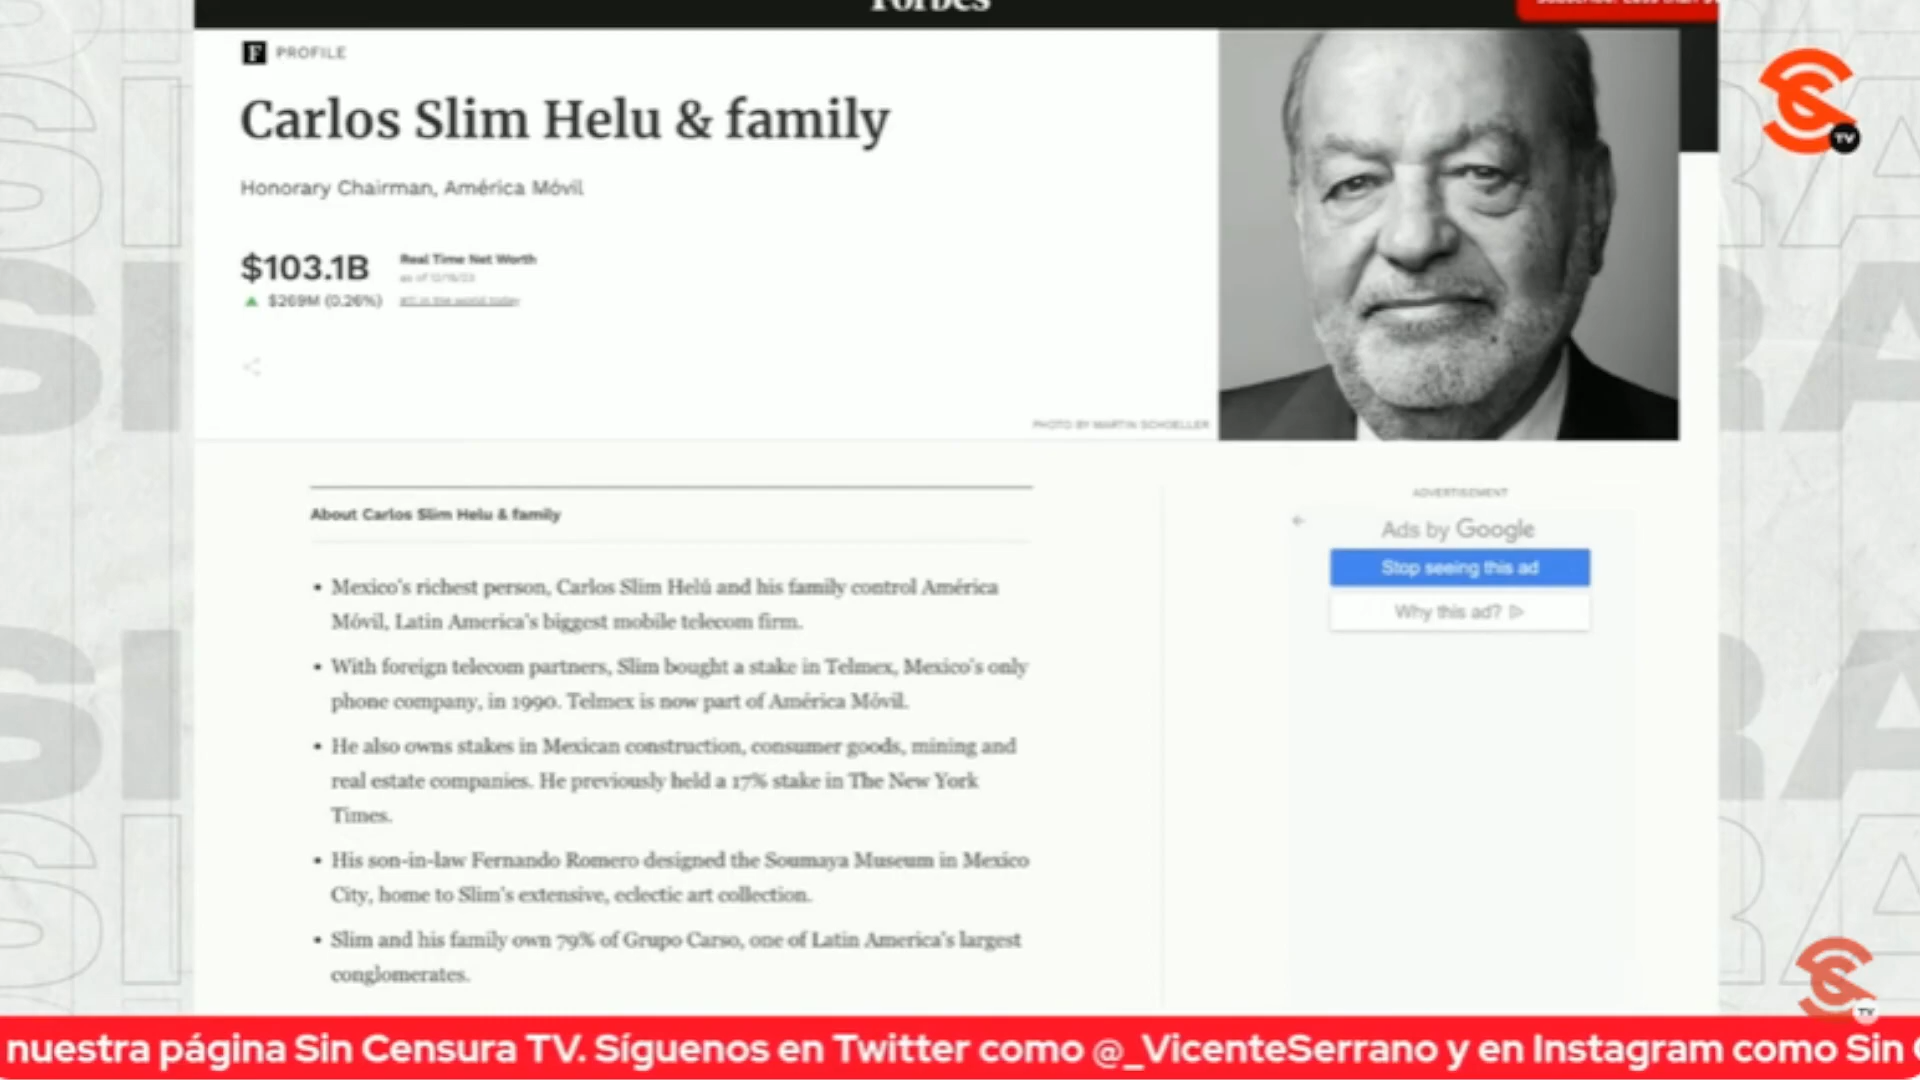 Forbes
PROFILE
Carlos Slim Helu & family
Honorary Chairman, América Móvil
$103.1B
Real Time Net Worth
$269M (0.26%)
in the world today
PHOTO BY MARTIN SCHOELLER
About Carlos Slim Helu & family
• Mexico's richest person, Carlos Slim Helú and his family control América
Móvil, Latin America's biggest mobile telecom firm.
• With foreign telecom partners, Slim bought a stake in Telmex, Mexico's only
phone company, in 1990. Telmex is now part of América Móvil.
• He also owns stakes in Mexican construction, consumer goods, mining and
real estate companies. He previously held a 17% stake in The New York
Times.
• His son-in-law Fernando Romero designed the Soumaya Museum in Mexico
City, home to Slim's extensive, eclectic art collection.
• Slim and his family own 79% of Grupo Carso, one of Latin America's largest
conglomerates.
ADVERTISEMENT
Ads by Google
Stop seeing this ad
Why this ad?
TV
TV
nuestra página Sin Censura TV. Síguenos en Twitter como @_VicenteSerrano y en Instagram como Sin